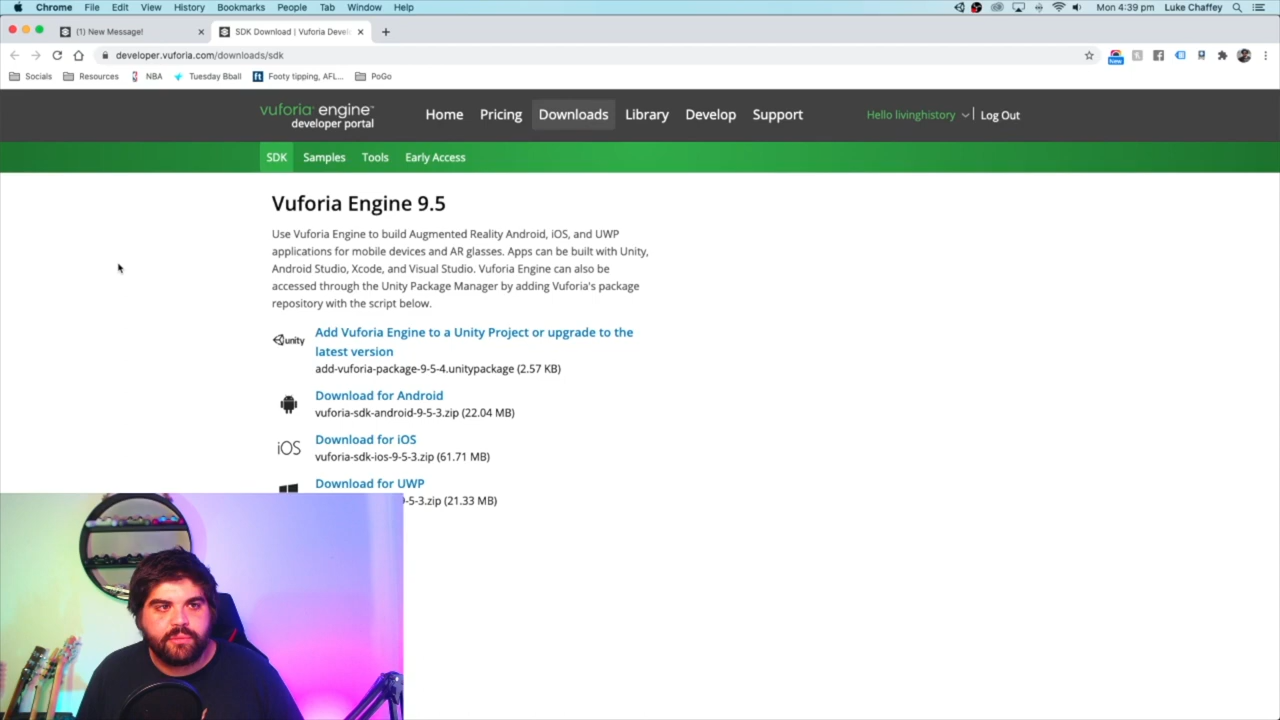 Chrome File Edit View History Bookmarks People Tab Window Help Mon 4:39 pm Luke Chaffey
(1) New Message! SDK Download | Vuforia Devel
developer.vuforia.com/downloads/sdk New
Socials Resources NBA Tuesday Bball Footy tipping, AFL... PoGo
vuforia engine™ developer portal
Home Pricing Downloads Library Develop Support Hello livinghistory | Log Out
SDK Samples Tools Early Access
Vuforia Engine 9.5
Use Vuforia Engine to build Augmented Reality Android, iOS, and UWP
applications for mobile devices and AR glasses. Apps can be built with Unity,
Android Studio, Xcode, and Visual Studio. Vuforia Engine can also be
accessed through the Unity Package Manager by adding Vuforia's package
repository with the script below.
unity Add Vuforia Engine to a Unity Project or upgrade to the
latest version
add-vuforia-package-9-5-4.unitypackage (2.57 KB)
Download for Android
vuforia-sdk-android-9-5-3.zip (22.04 MB)
iOS Download for iOS
vuforia-sdk-ios-9-5-3.zip (61.71 MB)
Download for UWP
9-5-3.zip (21.33 MB)